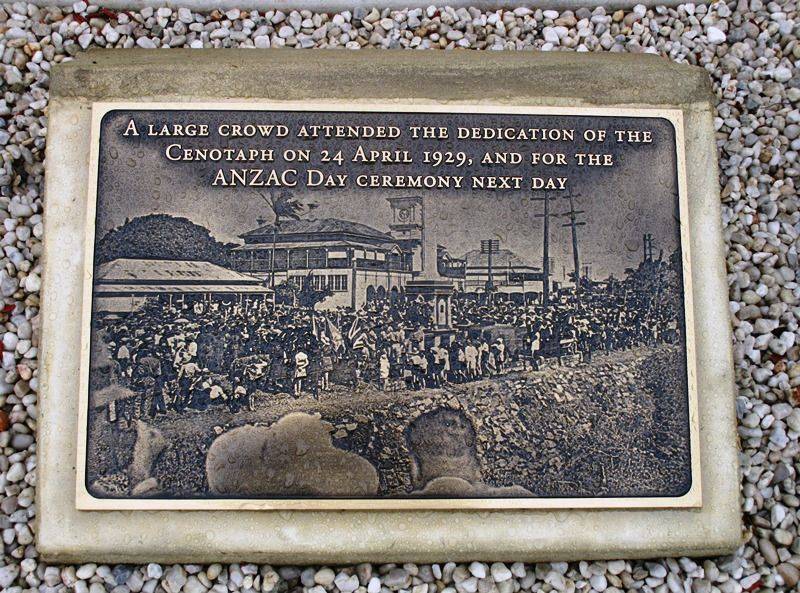 A large crowd attended the dedication of the
Cenotaph on 24 April 1929, and for the
ANZAC Day ceremony next day